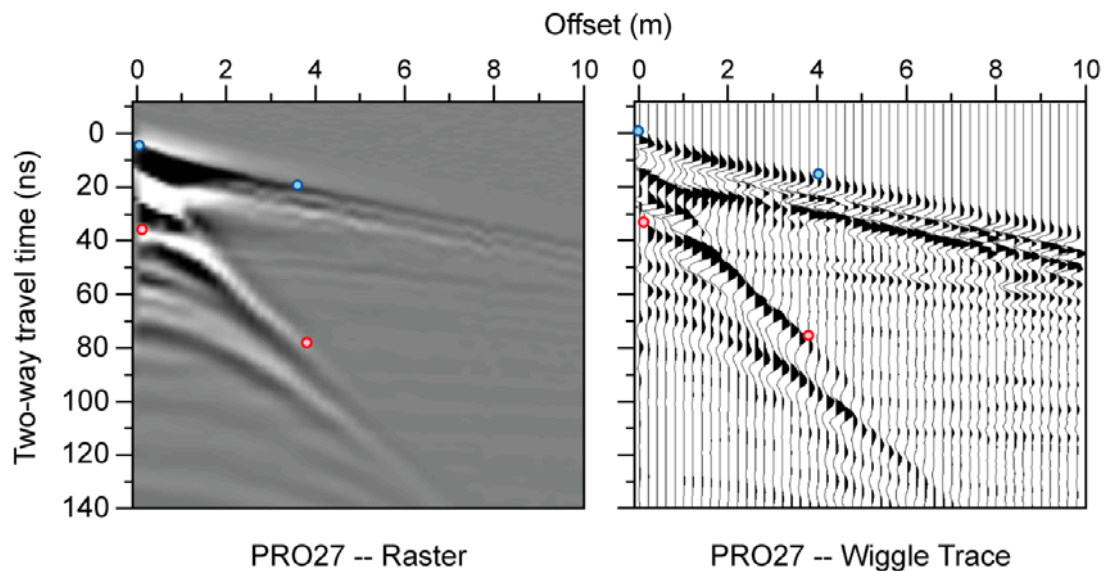 Offset (m)
0 2 4 6 8 10
0 2 4 6 8 10
Two-way travel time (ns)
0
20
40
60
80
100
120
140
PRO27 -- Raster
PRO27 -- Wiggle Trace